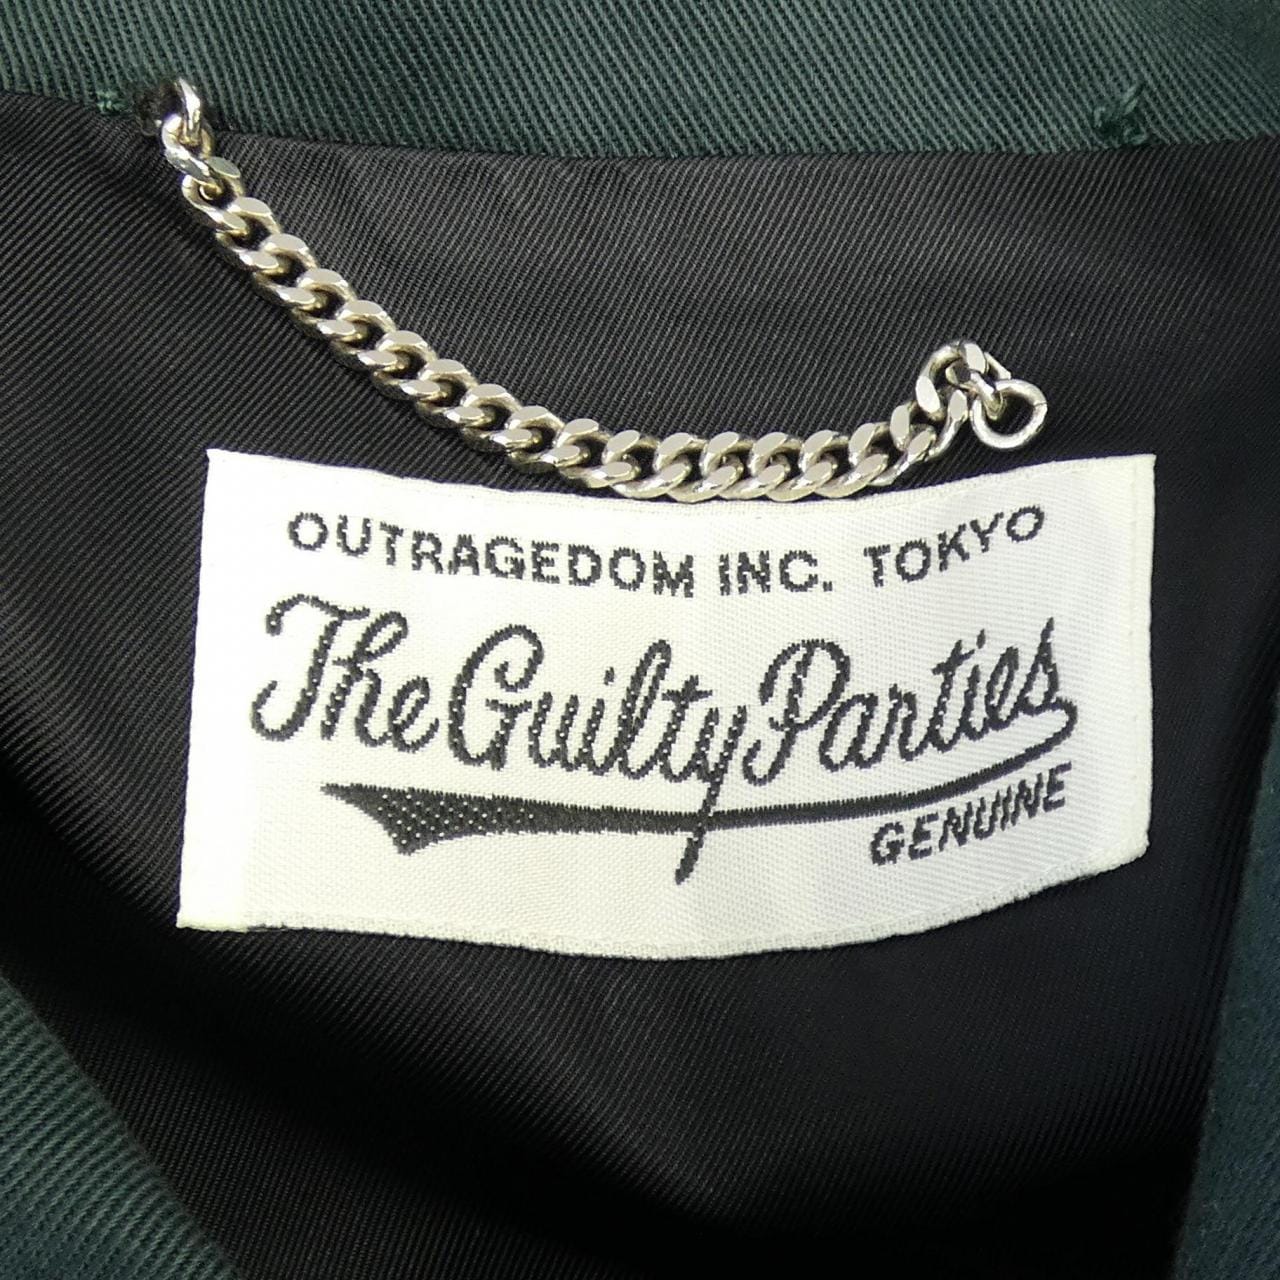 OUTRAGEDOM INC. TOKYO
The Guilty Parties
GENUINE